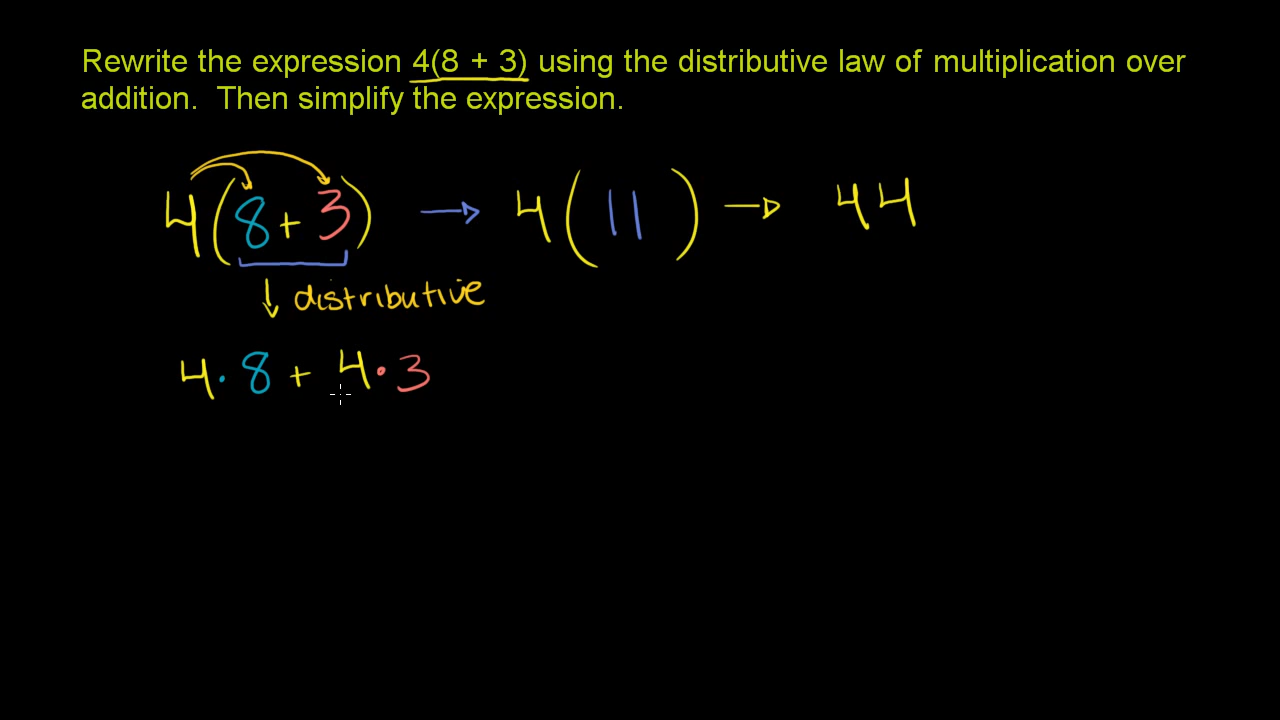 Rewrite the expression 4(8 + 3) using the distributive law of multiplication over
addition. Then simplify the expression.
4(8+3) → 4(11) → 44
↓ distributive
4·8+4·3